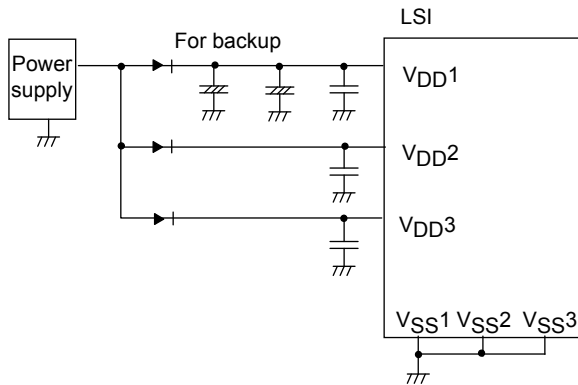 LSI
For backup
Power
supply
VDD1
VDD2
VDD3
VSS1 VSS2 VSS3